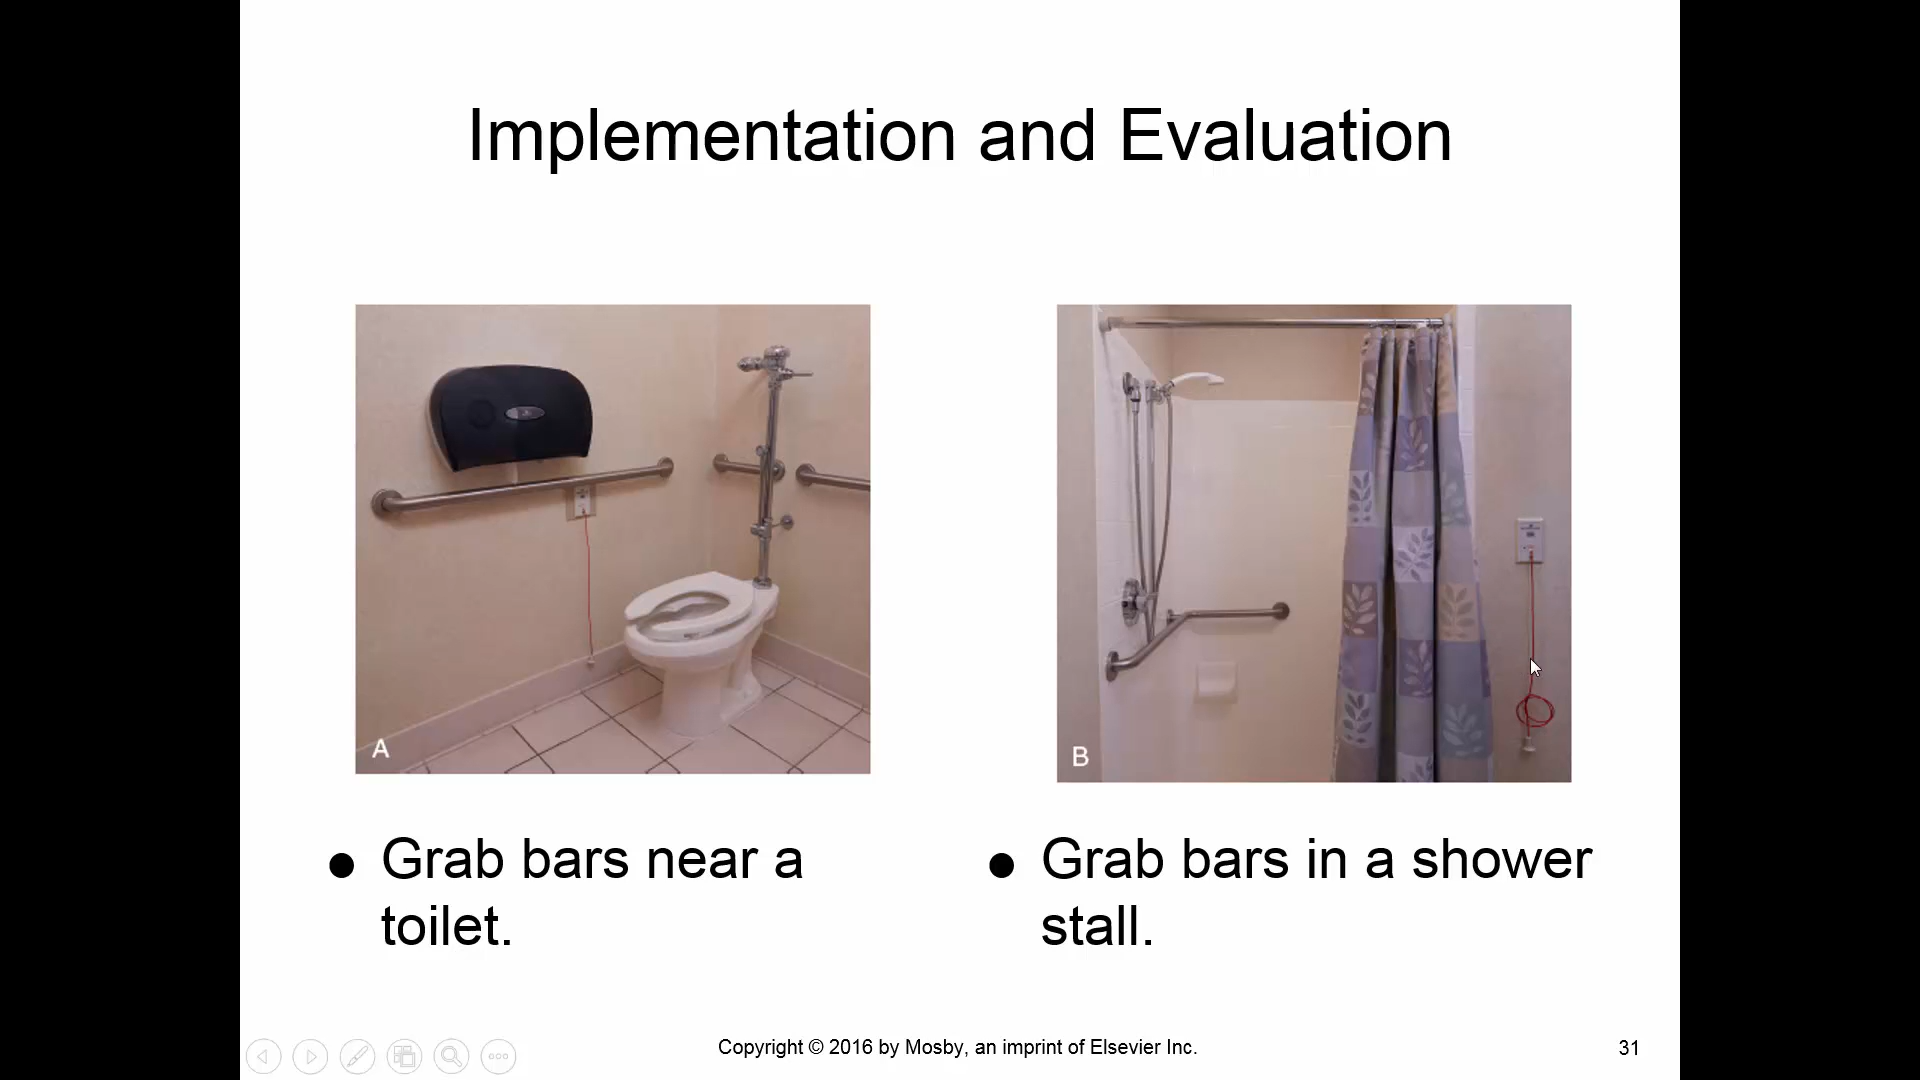 Implementation and Evaluation
A
B
● Grab bars near a
toilet.
● Grab bars in a shower
stall.
Copyright © 2016 by Mosby, an imprint of Elsevier Inc.
31